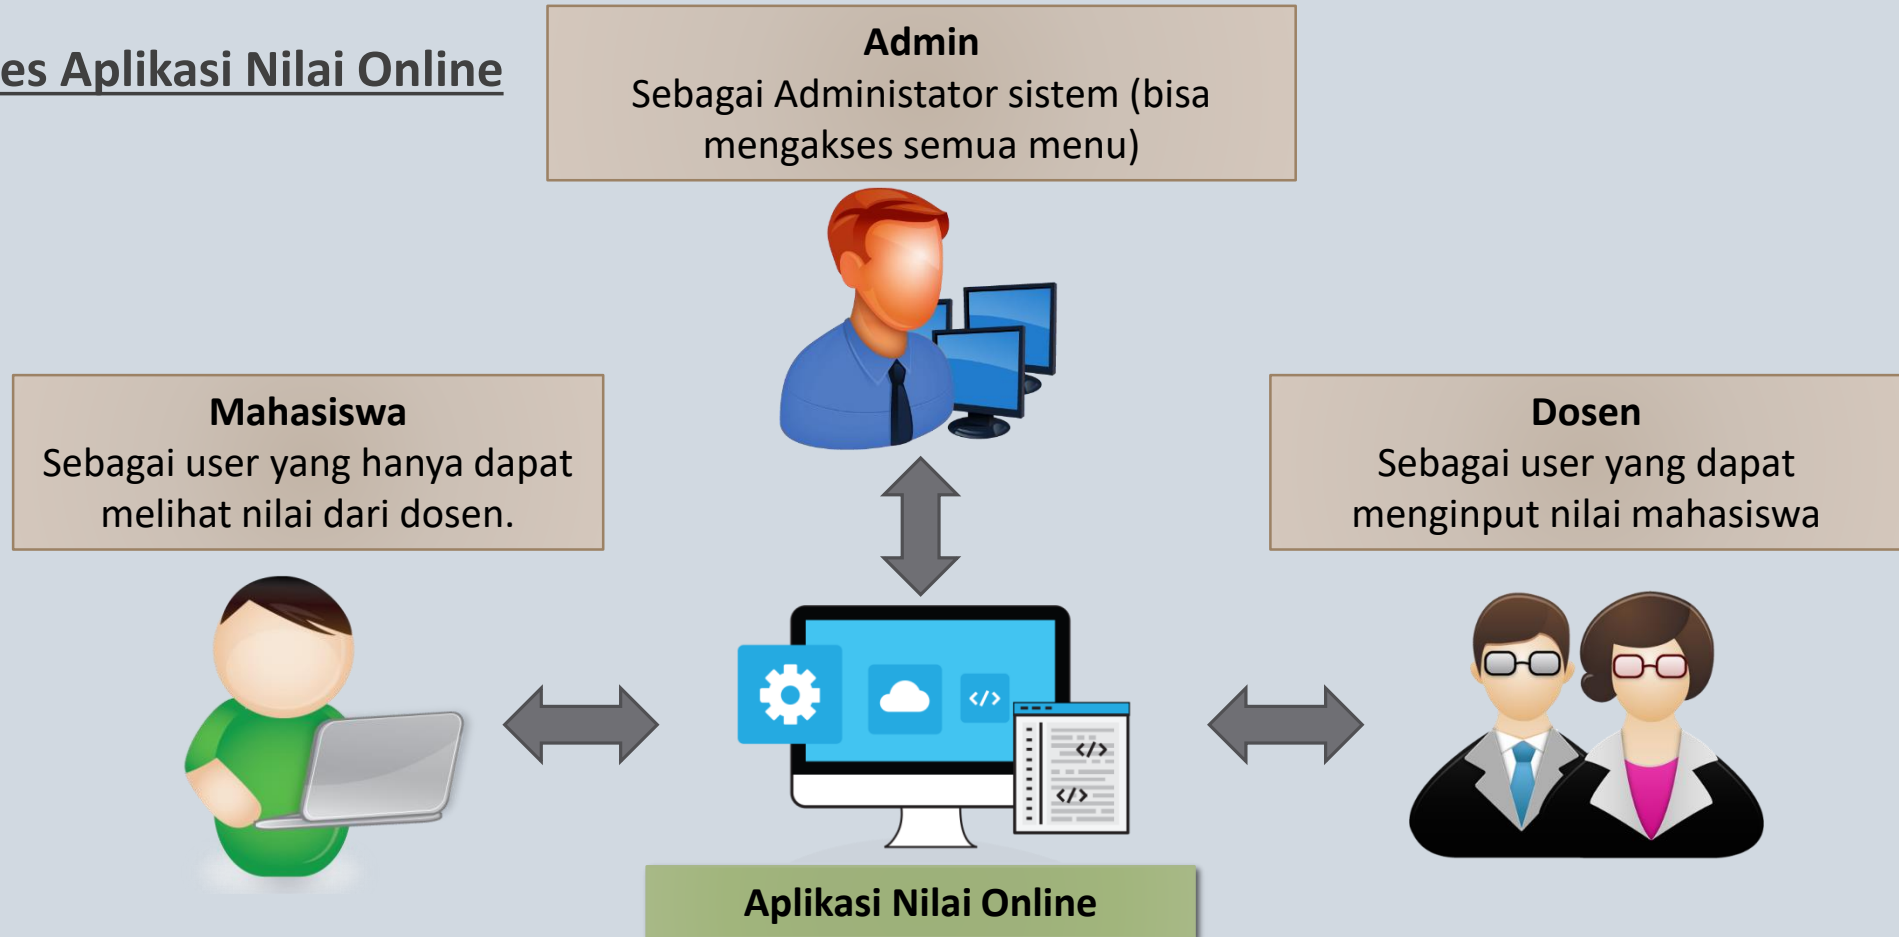 es Aplikasi Nilai Online
Admin
Sebagai Administator sistem (bisa
mengakses semua menu)
Mahasiswa
Sebagai user yang hanya dapat
melihat nilai dari dosen.
Dosen
Sebagai user yang dapat
menginput nilai mahasiswa
</>
</>
</>
Aplikasi Nilai Online